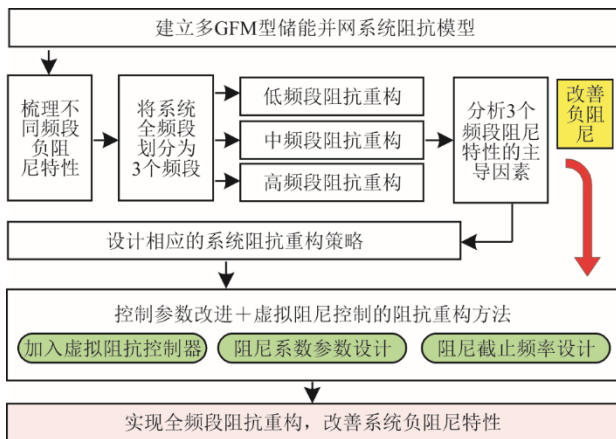 建立多GFM型储能并网系统阻抗模型
梳理不
同频段
负阻
尼特性
将系统
全频段
划分为
3个频段
低频段阻抗重构
中频段阻抗重构
高频段阻抗重构
分析3个
频段阻尼
特性的主
导因素
改善
负阻
尼
设计相应的系统阻抗重构策略
控制参数改进+虚拟阻尼控制的阻抗重构方法
加入虚拟阻抗控制器
阻尼系数参数设计
阻尼截止频率设计
实现全频段阻抗重构，改善系统负阻尼特性